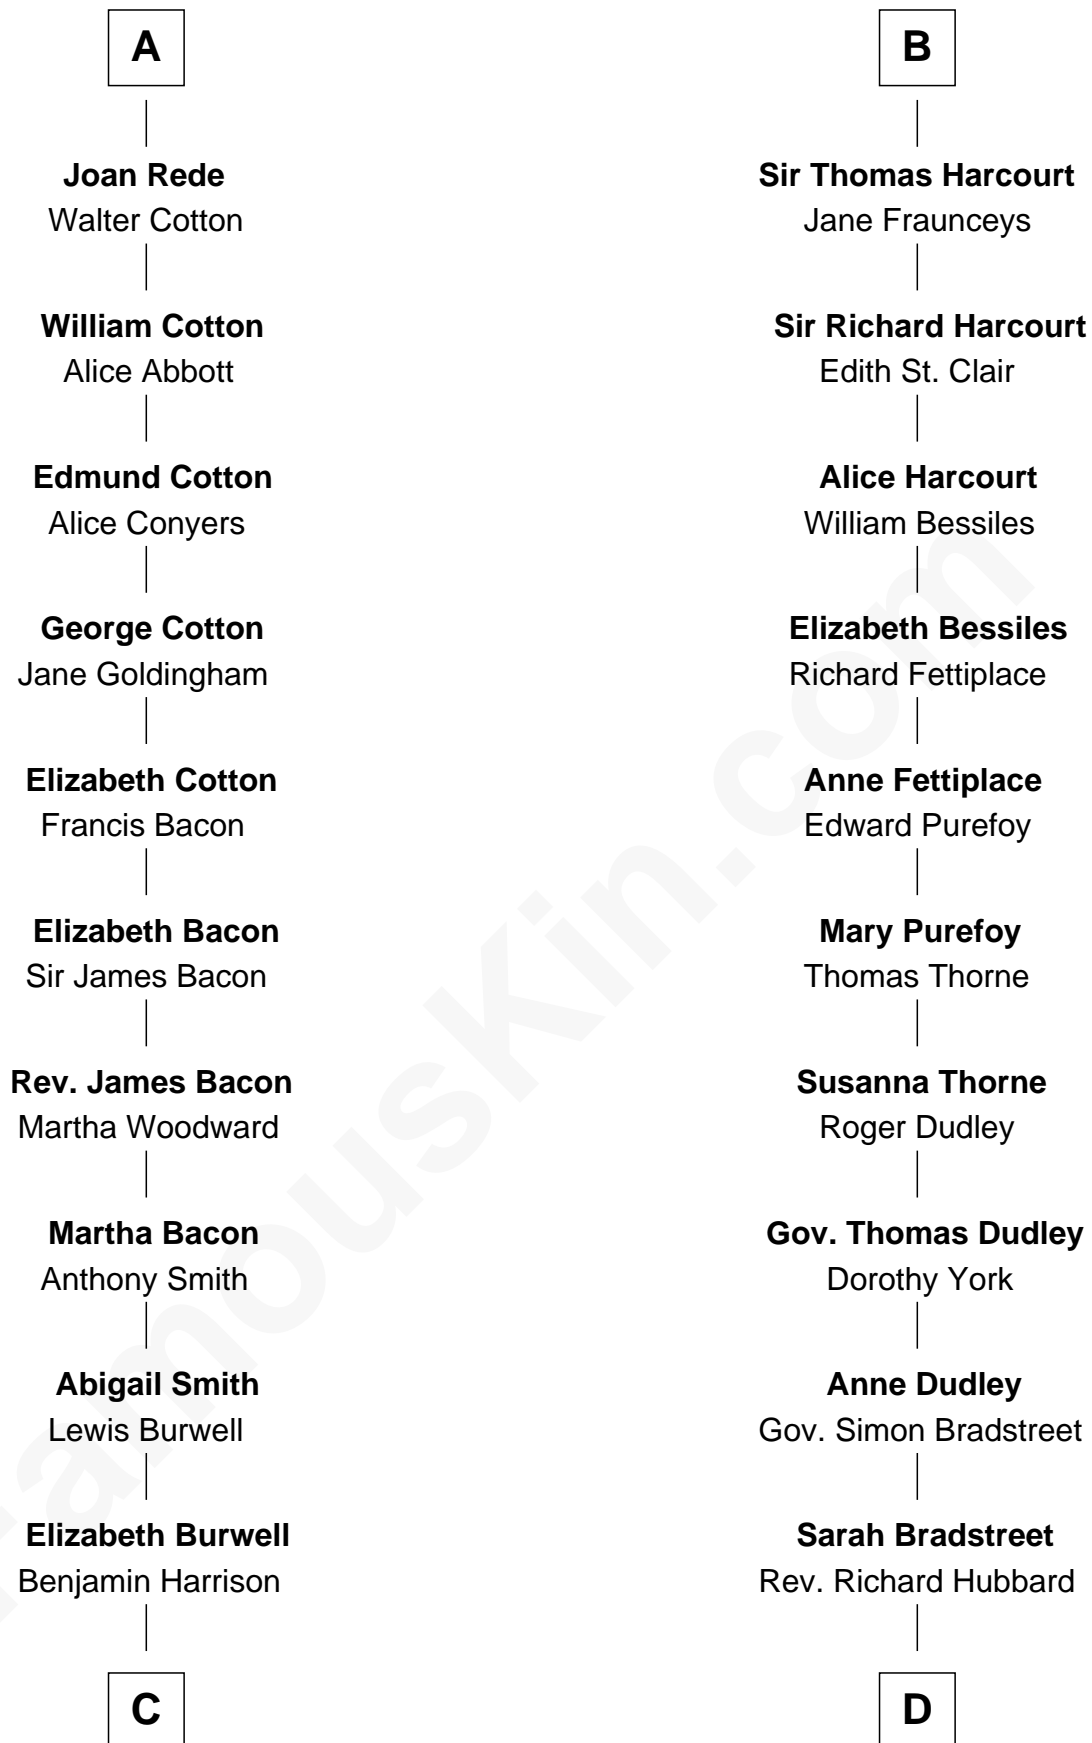 A
Joan Rede
Walter Cotton
William Cotton
Alice Abbott
Edmund Cotton
Alice Conyers
George Cotton
Jane Goldingham
Elizabeth Cotton
Francis Bacon
Elizabeth Bacon
Sir James Bacon
Rev. James Bacon
Martha Woodward
Martha Bacon
Anthony Smith
Abigail Smith
Lewis Burwell
Elizabeth Burwell
Benjamin Harrison
C
B
Sir Thomas Harcourt
Jane Fraunceys
Sir Richard Harcourt
Edith St. Clair
Alice Harcourt
William Bessiles
Elizabeth Bessiles
Richard Fettiplace
Anne Fettiplace
Edward Purefoy
Mary Purefoy
Thomas Thorne
Susanna Thorne
Roger Dudley
Gov. Thomas Dudley
Dorothy York
Anne Dudley
Gov. Simon Bradstreet
Sarah Bradstreet
Rev. Richard Hubbard
D
FamousKin.com